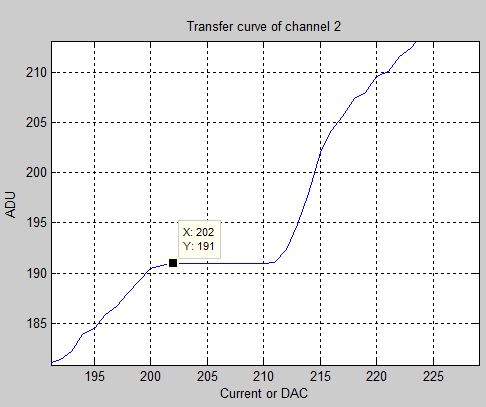 Transfer curve of channel 2
210
205
200
195
190
185
ADU
X: 202
Y: 191
195 200 205 210 215 220 225
Current or DAC